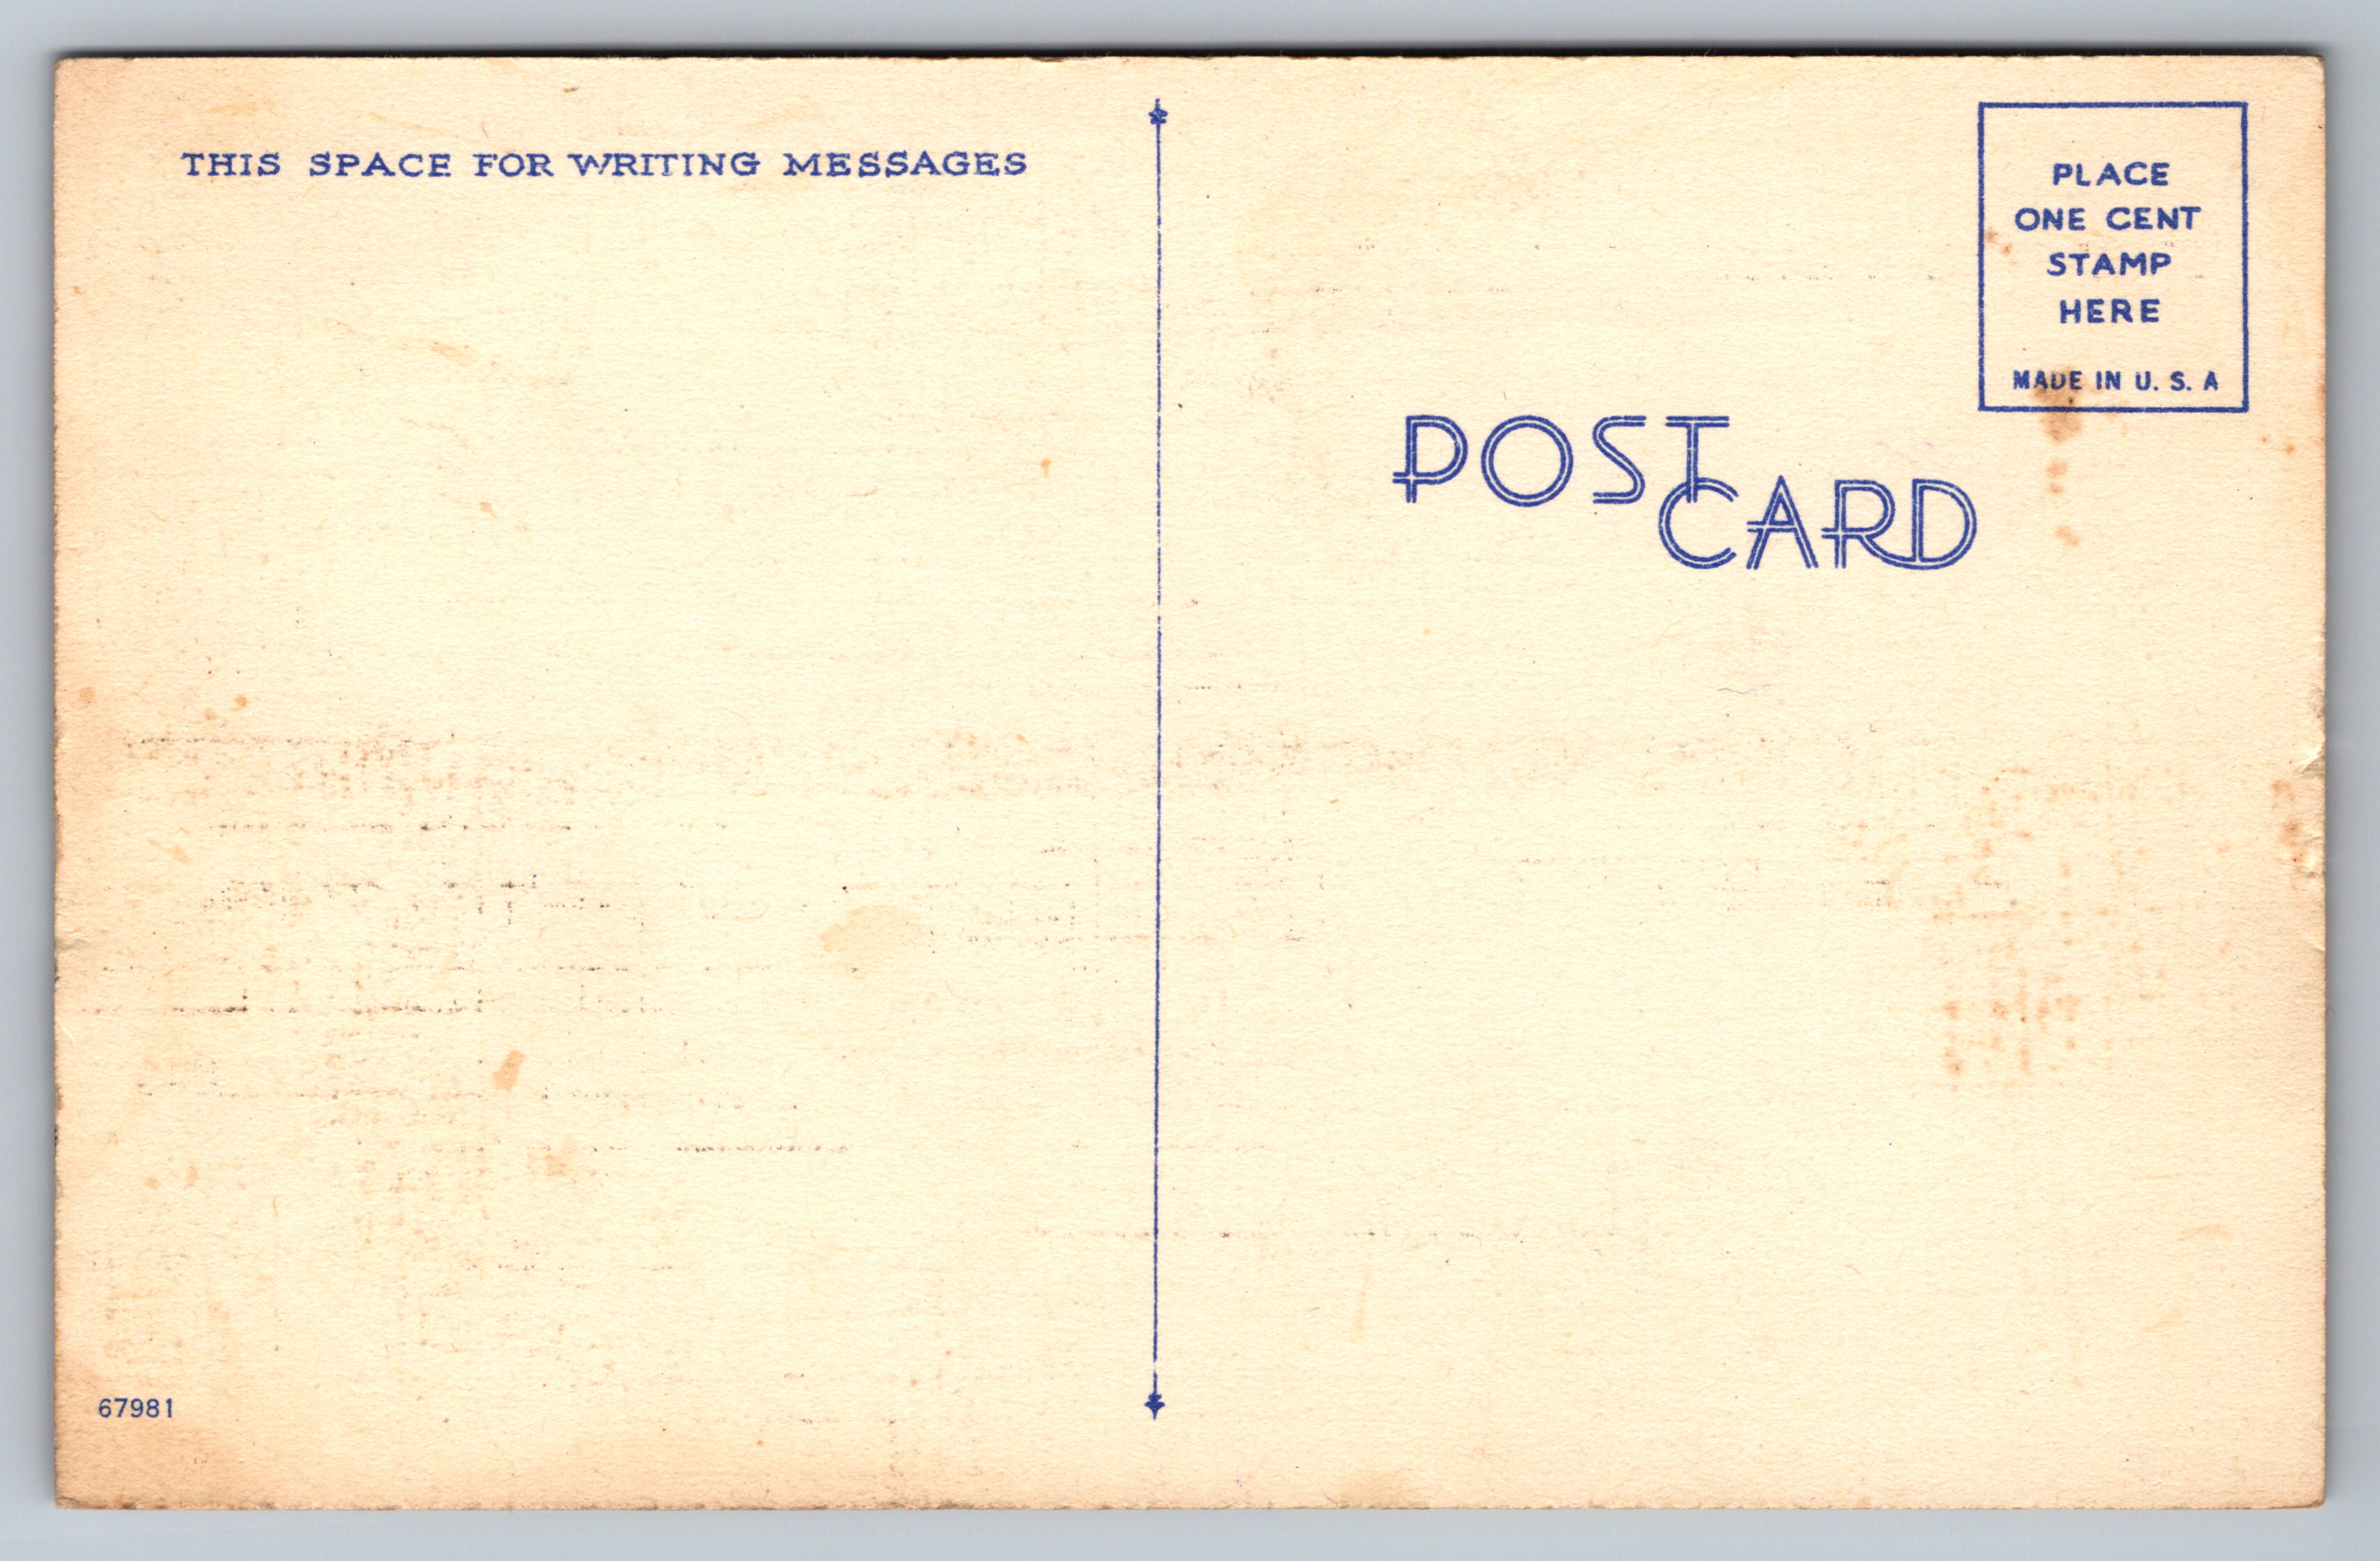 THIS SPACE FOR WRITING MESSAGES
PLACE
ONE CENT
STAMP
HERE
MADE IN U. S. A
POST
CARD
67981